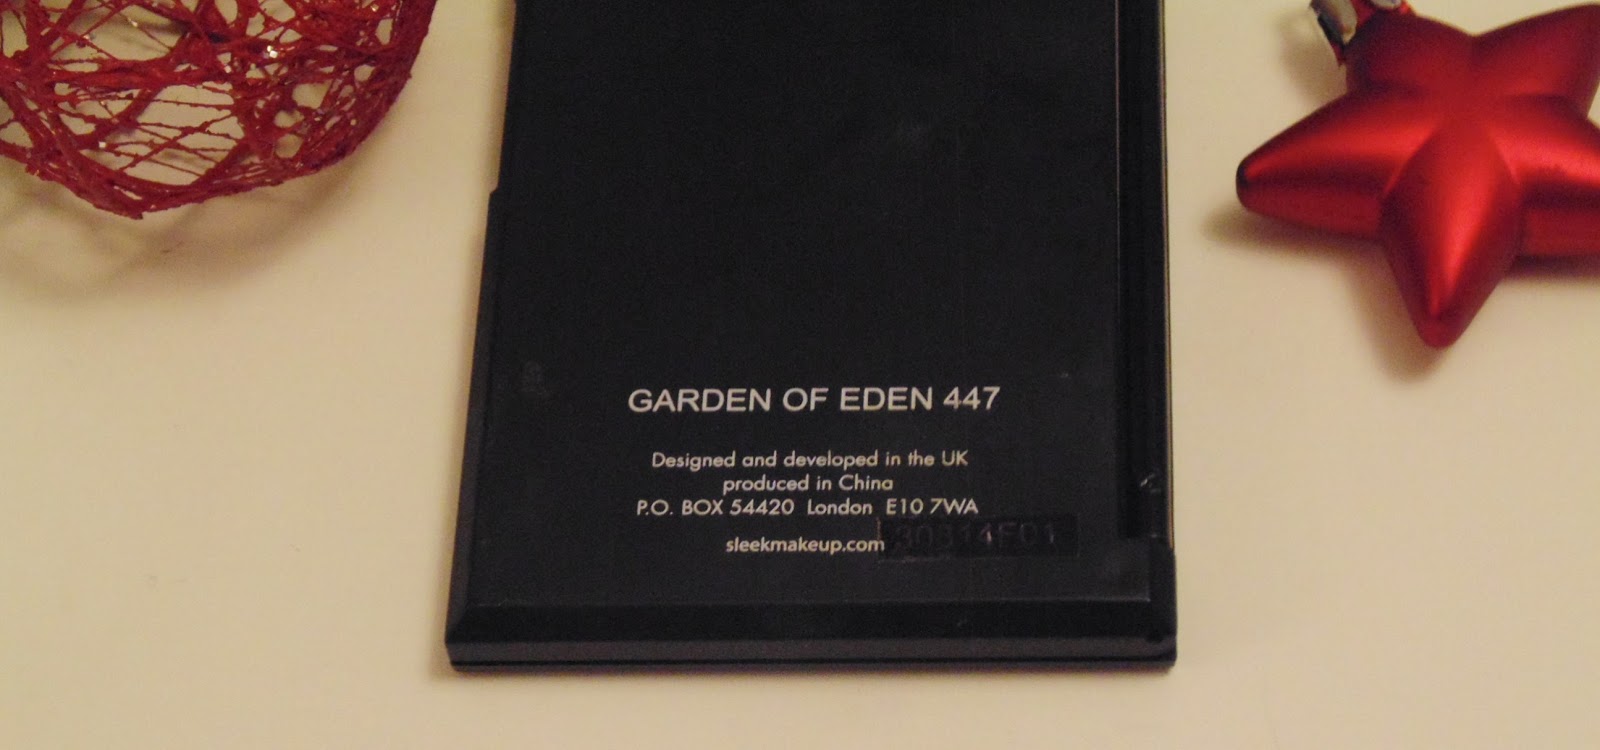 GARDEN OF EDEN 447
Designed and developed in the UK
produced in China
P.O. BOX 54420 London E10 7WA
sleekmakeup.com